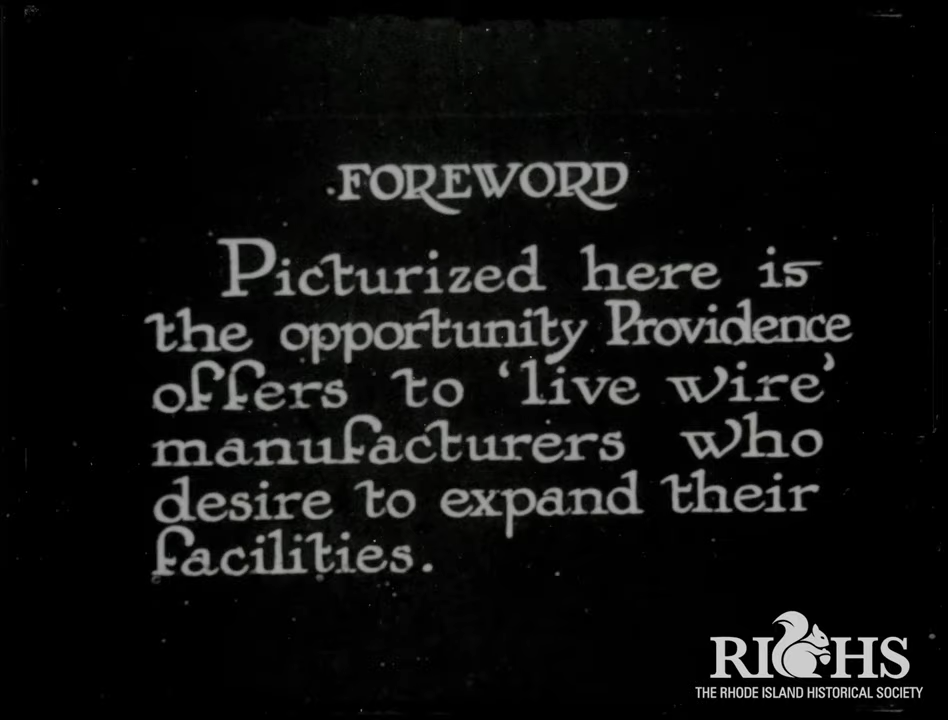 FOREWORD
Picturized here is
the opportunity Providence
offers to 'live wire'
manufacturers who
desire to expand their
facilities.
RIHS
THE RHODE ISLAND HISTORICAL SOCIETY